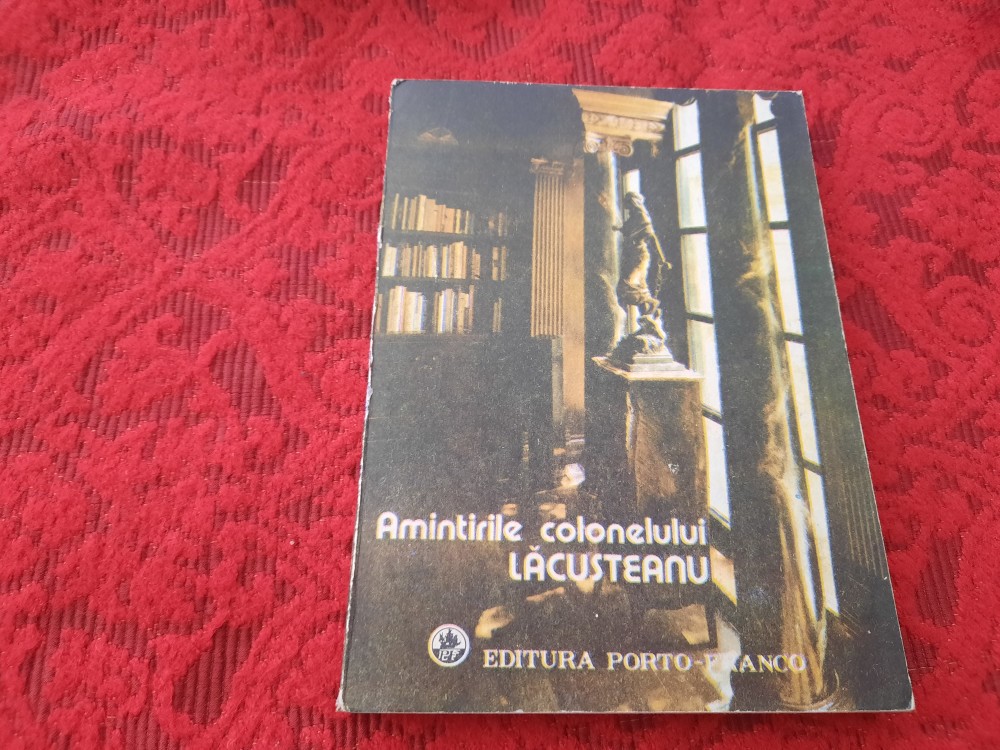 Amintirile colonelului
LĂCUSTEANU
EDITURA PORTO-FRANCO